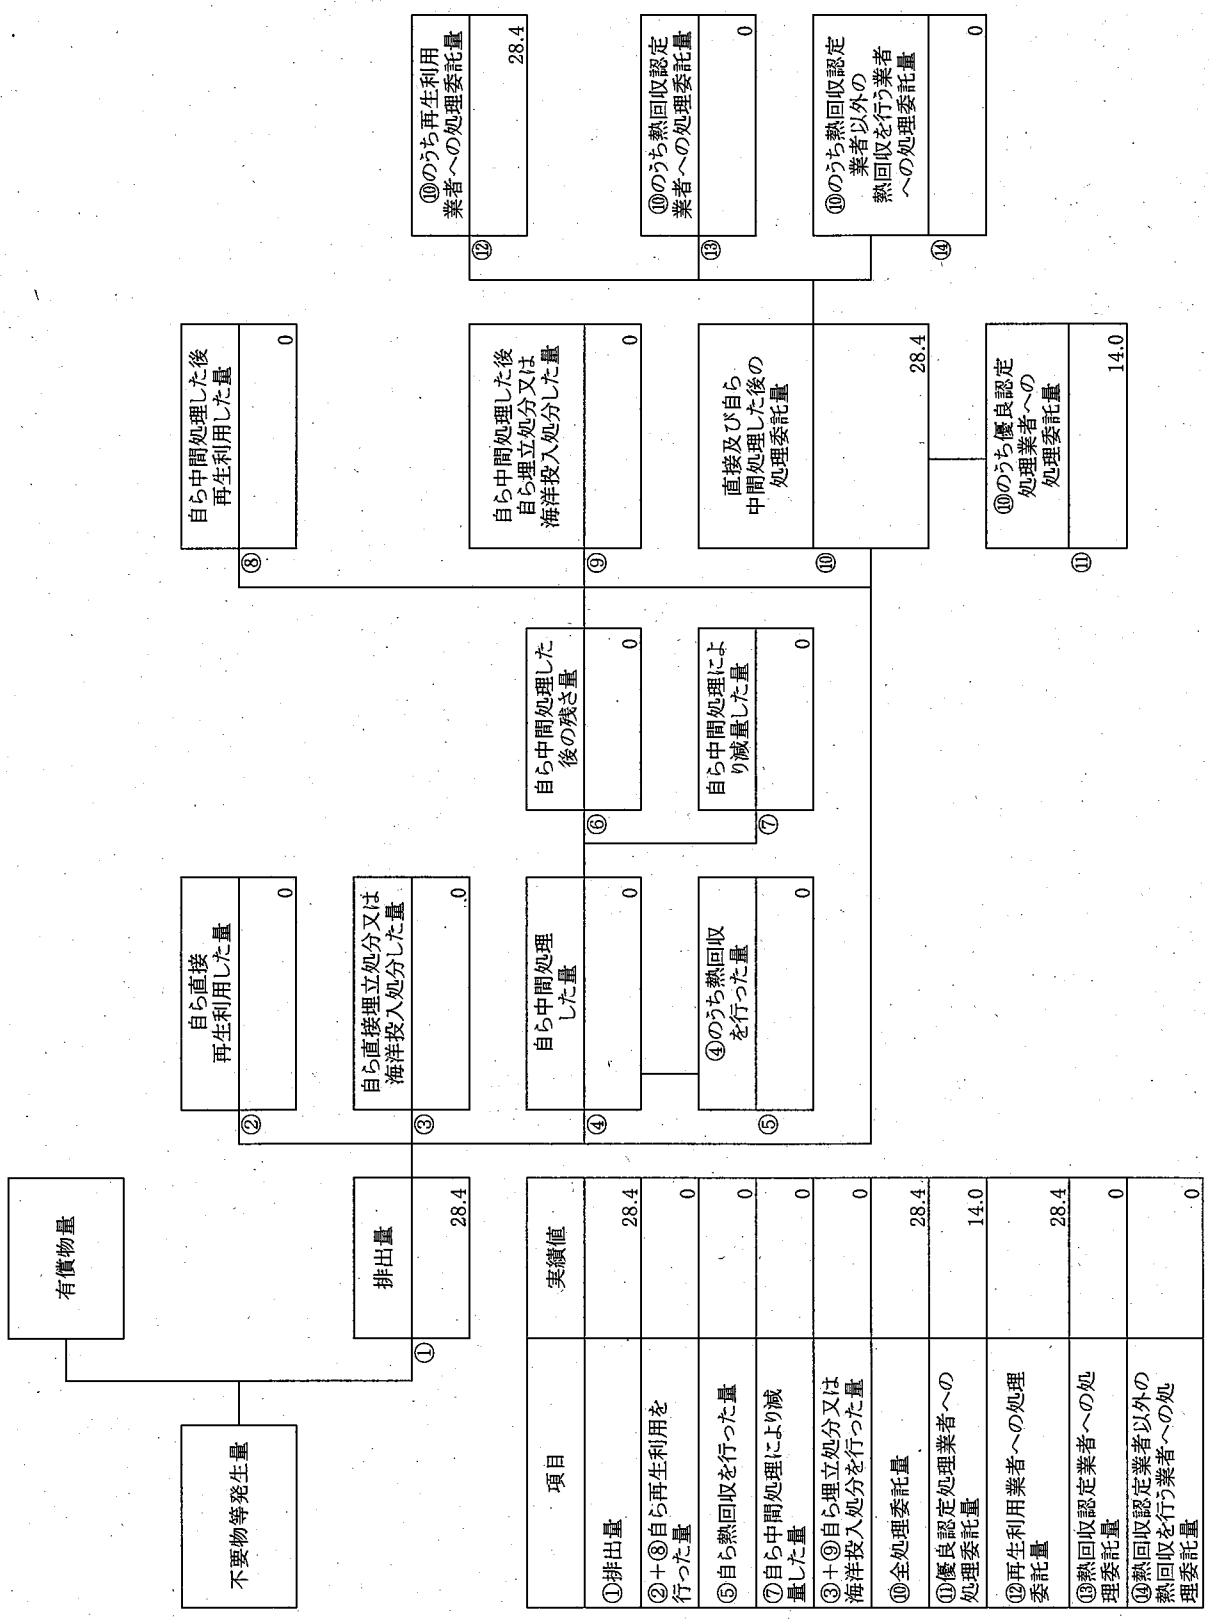 有償物量
不要物等発生量
排出量
①
28.4
自ら直接
再生利用した量
②
0
自ら直接埋立処分又は
海洋投入処分した量
③
0
自ら中間処理
した量
④
0
④のうち熱回収
を行った量
⑤
0
自ら中間処理した
後の残さ量
⑥
0
自ら中間処理によ
り減量した量
⑦
0
自ら中間処理した後
再生利用した量
⑧
0
自ら中間処理した後
自ら埋立処分又は
海洋投入処分した量
⑨
0
直接及び自ら
中間処理した後の
処理委託量
⑩
28.4
⑩のうち優良認定
処理業者への
処理委託量
⑪
14.0
⑩のうち再生利用
業者への処理委託量
⑫
28.4
⑩のうち熱回収認定
業者への処理委託量
⑬
0
⑩のうち熱回収認定
業者以外の
熱回収を行う業者
への処理委託量
⑭
0
項目 実績値
①排出量 28.4
②+⑧自ら再生利用を
行った量 0
⑤自ら熱回収を行った量 0
⑦自ら中間処理により減
量した量 0
③+⑨自ら埋立処分又は
海洋投入処分を行った量 0
⑩全処理委託量 28.4
⑪優良認定処理業者への
処理委託量 14.0
⑫再生利用業者への処理
委託量 28.4
⑬熱回収認定業者への処
理委託量 0
⑭熱回収認定業者以外の
熱回収を行う業者への処
理委託量 0